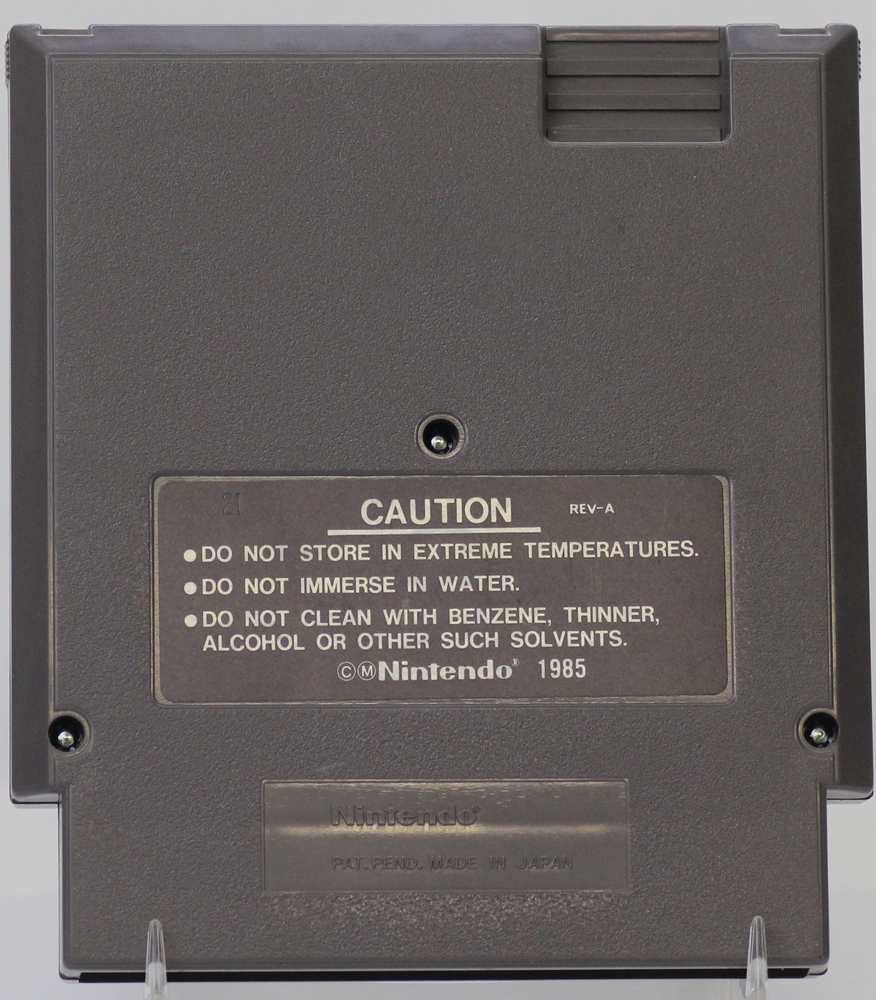 21
CAUTION REV-A
●DO NOT STORE IN EXTREME TEMPERATURES.
●DO NOT IMMERSE IN WATER.
●DO NOT CLEAN WITH BENZENE, THINNER,
ALCOHOL OR OTHER SUCH SOLVENTS.
©ⓂNintendo® 1985
Nintendo®
PAT. PEND. MADE IN JAPAN